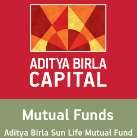 ADITYA BIRLA
CAPITAL
Mutual Funds
Aditya Birla Sun Life Mutual Fund